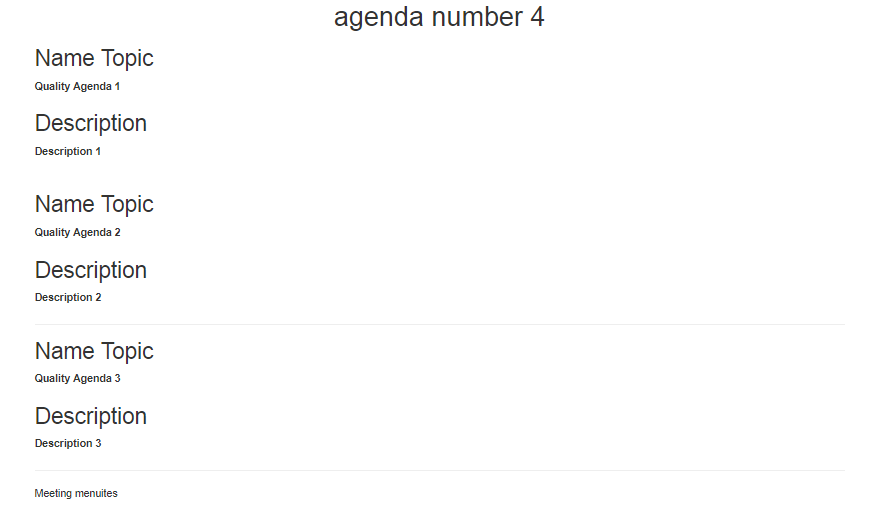 agenda number 4
Name Topic
Quality Agenda 1
Description
Description 1
Name Topic
Quality Agenda 2
Description
Description 2
Name Topic
Quality Agenda 3
Description
Description 3
Meeting menuites